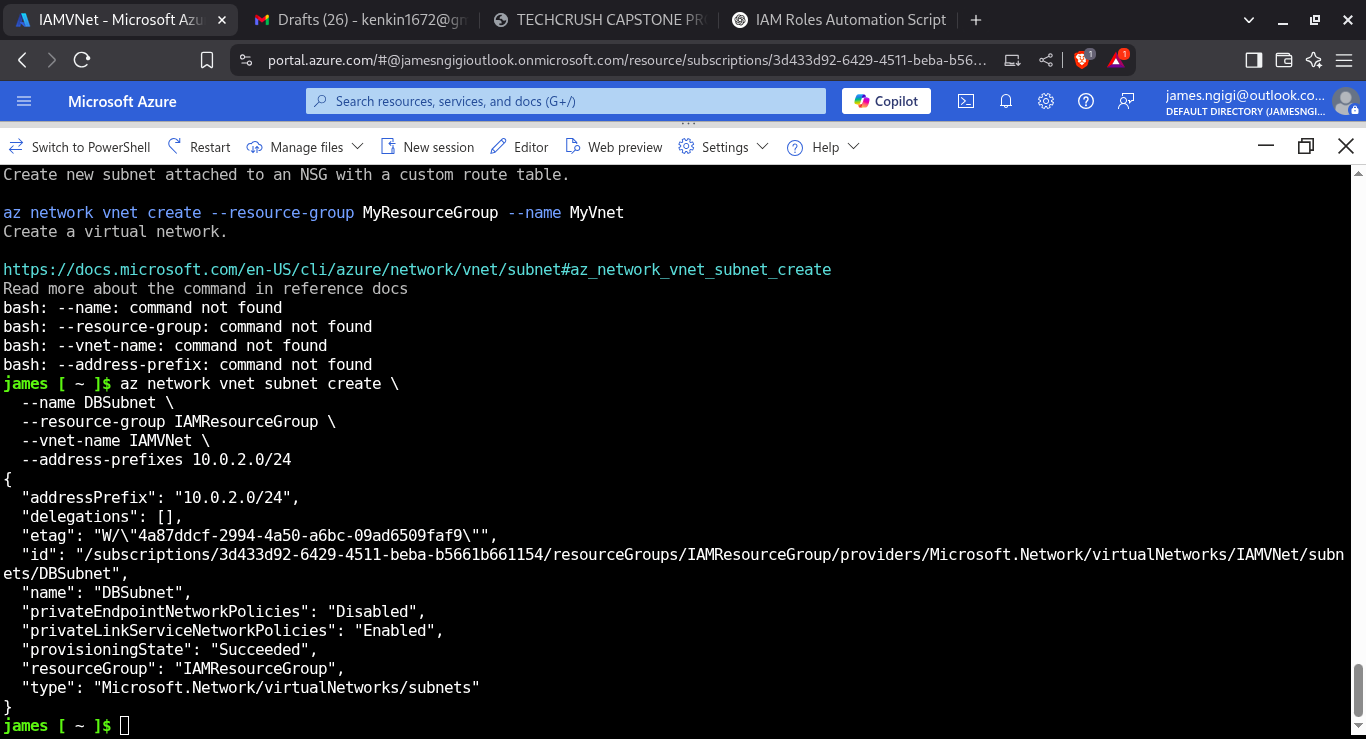 IAMVNet - Microsoft Azu
Drafts (26) - kenkin1672@gm
TECHCRUSH CAPSTONE PRO
IAM Roles Automation Script
portal.azure.com/#@jamesngigioutlook.onmicrosoft.com/resource/subscriptions/3d433d92-6429-4511-beba-b56...
1
1
Microsoft Azure
Search resources, services, and docs (G+/)
Copilot
james.ngigi@outlook.co...
DEFAULT DIRECTORY (JAMESNGI...
Switch to PowerShell
Restart
Manage files
New session
Editor
Web preview
Settings
Help
Create new subnet attached to an NSG with a custom route table.
az network vnet create --resource-group MyResourceGroup --name MyVnet
Create a virtual network.
https://docs.microsoft.com/en-US/cli/azure/network/vnet/subnet#az_network_vnet_subnet_create
Read more about the command in reference docs
bash: --name: command not found
bash: --resource-group: command not found
bash: --vnet-name: command not found
bash: --address-prefix: command not found
james [ ~ ]$ az network vnet subnet create \
--name DBSubnet \
--resource-group IAMResourceGroup \
--vnet-name IAMVNet \
--address-prefixes 10.0.2.0/24
{
"addressPrefix": "10.0.2.0/24",
"delegations": [],
"etag": "W/\"4a87ddcf-2994-4a50-a6bc-09ad6509faf9\"",
"id": "/subscriptions/3d433d92-6429-4511-beba-b5661b661154/resourceGroups/IAMResourceGroup/providers/Microsoft.Network/virtualNetworks/IAMVNet/subn
ets/DBSubnet",
"name": "DBSubnet",
"privateEndpointNetworkPolicies": "Disabled",
"privateLinkServiceNetworkPolicies": "Enabled",
"provisioningState": "Succeeded",
"resourceGroup": "IAMResourceGroup",
"type": "Microsoft.Network/virtualNetworks/subnets"
}
james [ ~ ]$